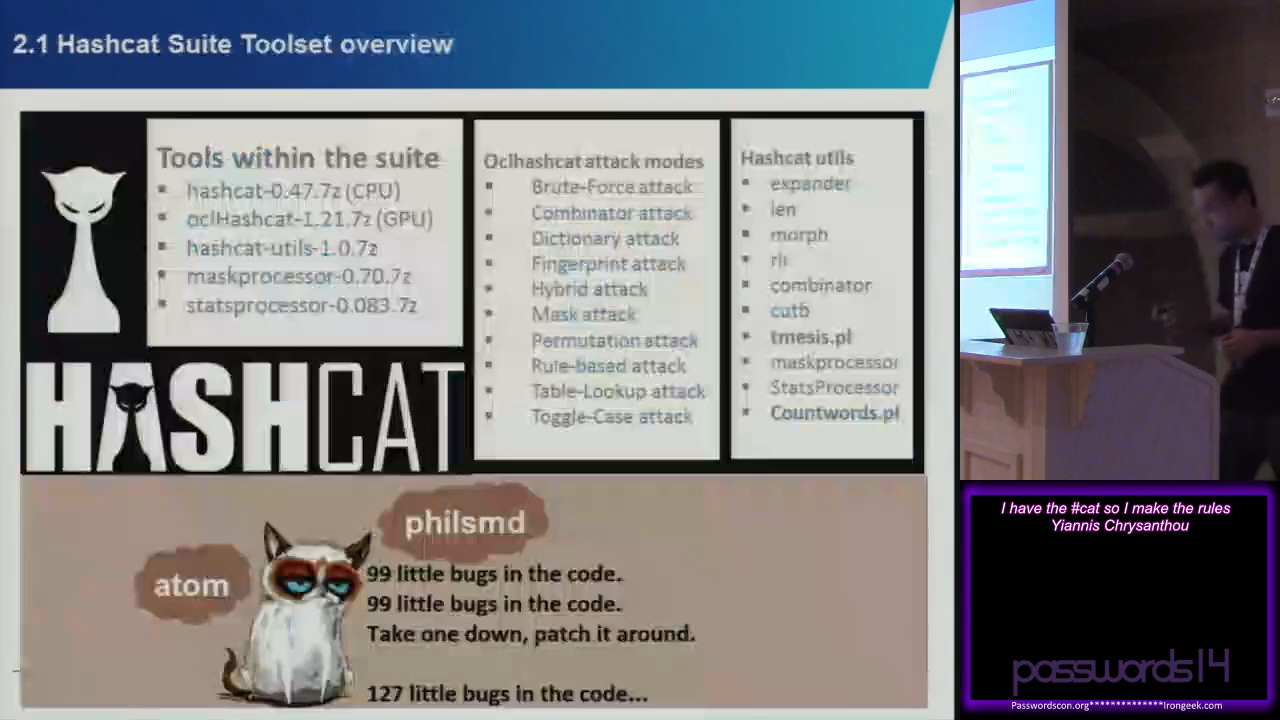 2.1 Hashcat Suite Toolset overview
Tools within the suite
hashcat-0.47.7z (CPU)
oclHashcat-1.21.7z (GPU)
hashcat-utils-1.0.7z
maskprocessor-0.70.7z
statsprocessor-0.083.7z
HASHCAT
Oclhashcat attack modes
Brute-Force attack
Combinator attack
Dictionary attack
Fingerprint attack
Hybrid attack
Mask attack
Permutation attack
Rule-based attack
Table-Lookup attack
Toggle-Case attack
Hashcat utils
expander
len
morph
rli
combinator
cutb
tmesis.pl
maskprocessor
StatsProcessor
Countwords.pl
philsmd
atom
99 little bugs in the code.
99 little bugs in the code.
Take one down, patch it around.
127 little bugs in the code...
I have the #cat so I make the rules
Yiannis Chrysanthou
passwords14
Passwordscon.org**************Irongeek.com